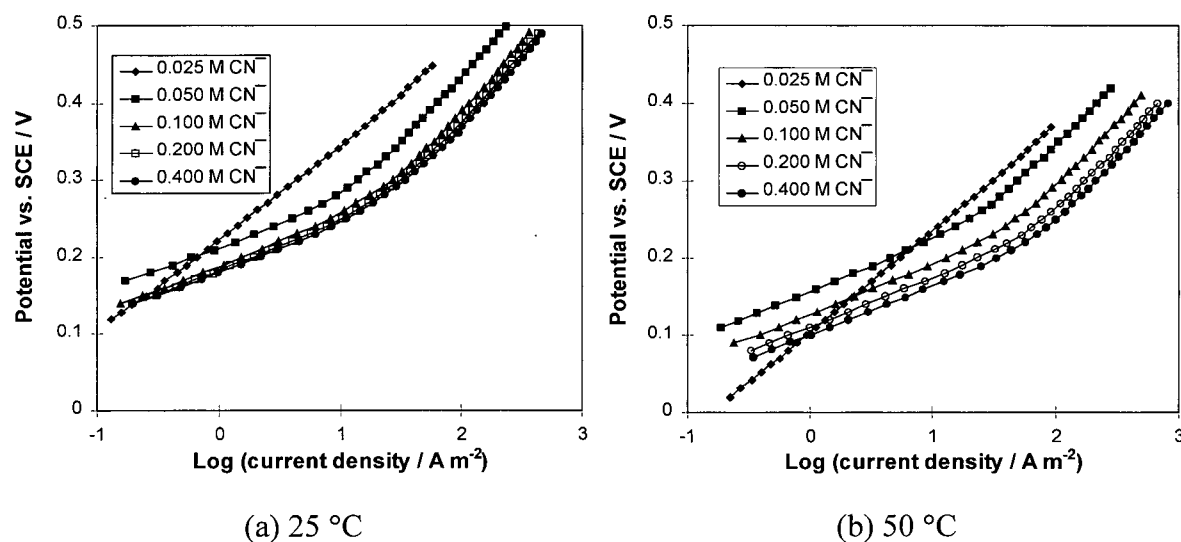 0.5
0.4
0.3
0.2
0.1
0
-1
0
1
2
3
Potential vs. SCE / V
Log (current density / A m⁻²)
0.025 M CN⁻
0.050 M CN⁻
0.100 M CN⁻
0.200 M CN⁻
0.400 M CN⁻
(a) 25 °C
0.5
0.4
0.3
0.2
0.1
0
-1
0
1
2
3
Potential vs. SCE / V
Log (current density / A m⁻²)
0.025 M CN⁻
0.050 M CN⁻
0.100 M CN⁻
0.200 M CN⁻
0.400 M CN⁻
(b) 50 °C